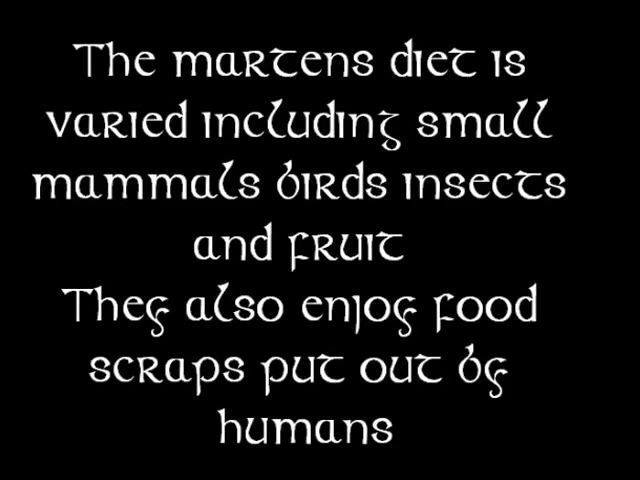 The martens diet is
varied including small
mammals birds insects
and fruit
They also enjoy food
scraps put out by
humans